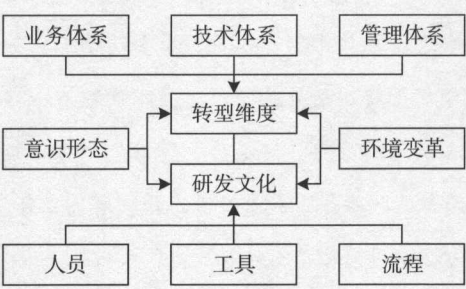 业务体系 技术体系 管理体系
转型维度
意识形态 环境变革
研发文化
人员 工具 流程